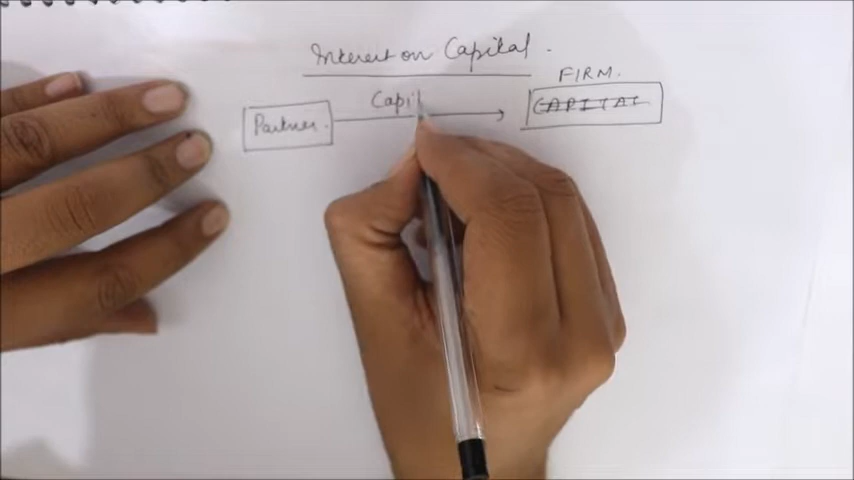 Interest on Capital.
FIRM.
Capi
CAPITAL
Partner.